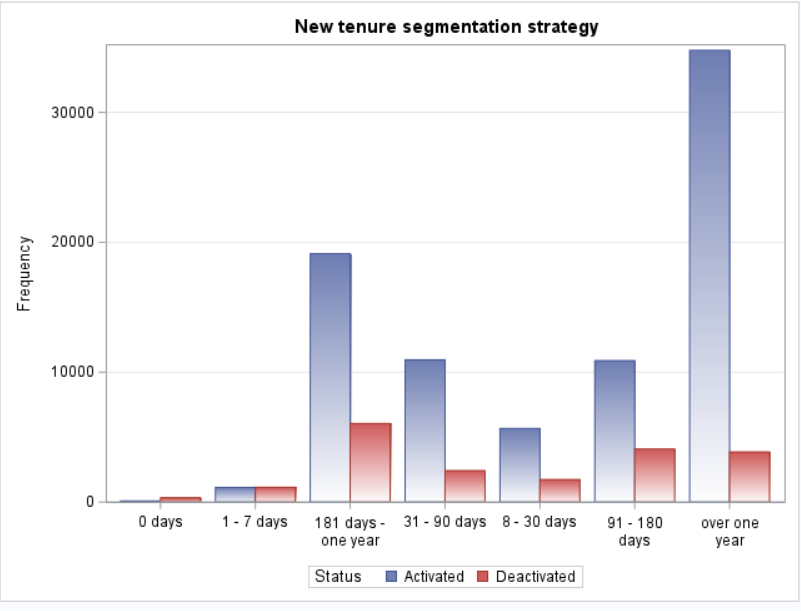 New tenure segmentation strategy
Frequency
30000
20000
10000
0
0 days
1 - 7 days
181 days -
one year
31 - 90 days
8 - 30 days
91 - 180
days
over one
year
Status
Activated
Deactivated